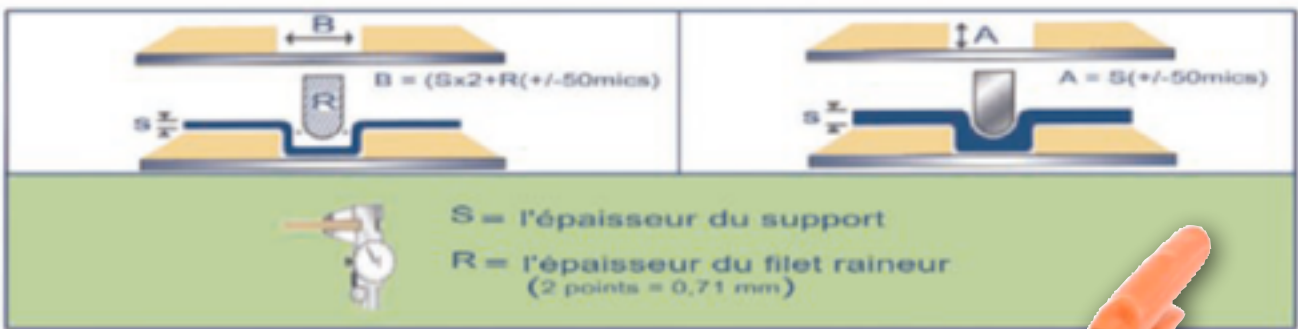 B
B = (Sx2+R(+/-50mics)
R
S
A
A = S(+/-50mics)
S
S = l'épaisseur du support
R = l'épaisseur du filet raineur
(2 points = 0,71 mm)